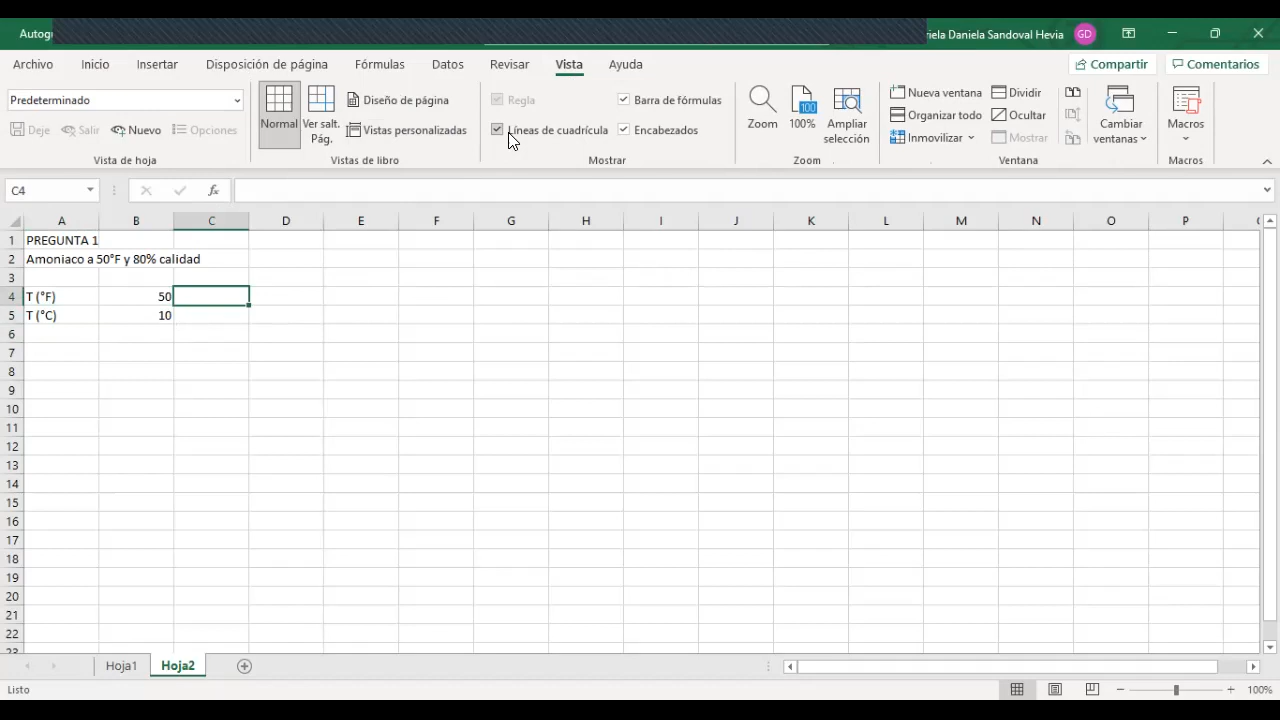 Autog
riela Daniela Sandoval Hevia GD
Archivo Inicio Insertar Disposición de página Fórmulas Datos Revisar Vista Ayuda Compartir Comentarios
Predeterminado
Deje Salir Nuevo Opciones
Vista de hoja
Normal
Ver salt. Pág.
Diseño de página
Vistas personalizadas
Vistas de libro
Regla Barra de fórmulas
Líneas de cuadrícula Encabezados
Mostrar
Zoom
100
100%
Ampliar selección
Zoom
Nueva ventana Dividir
Organizar todo Ocultar
Inmovilizar Mostrar
Cambiar ventanas
Ventana
Macros
Macros
C4 fx
A B C D E F G H I J K L M N O P
1 PREGUNTA 1
2 Amoniaco a 50°F y 80% calidad
3
4 T (°F) 50
5 T (°C) 10
6
7
8
9
10
11
12
13
14
15
16
17
18
19
20
21
22
23
Hoja1 Hoja2
Listo 100%